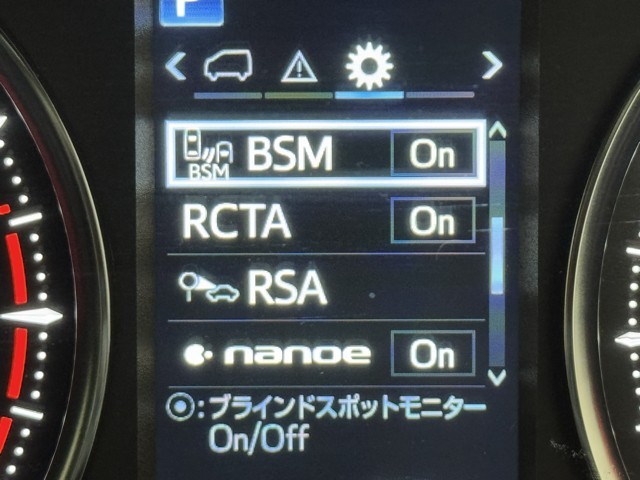 P
BSM BSM On
RCTA On
RSA
nanoe On
:ブラインドスポットモニター
On/Off